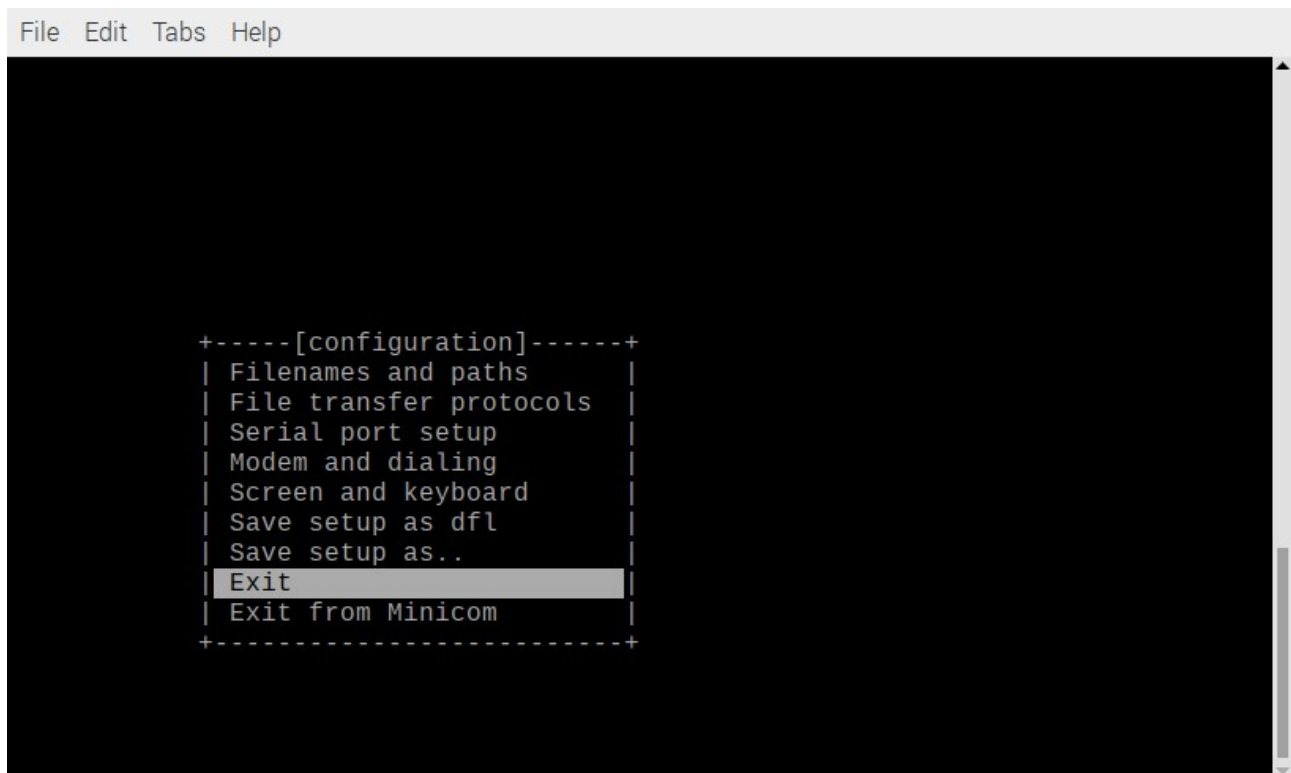 File Edit Tabs Help
+-----[configuration]------+
| Filenames and paths |
| File transfer protocols |
| Serial port setup |
| Modem and dialing |
| Screen and keyboard |
| Save setup as dfl |
| Save setup as.. |
| Exit |
| Exit from Minicom |
+--------------------------+